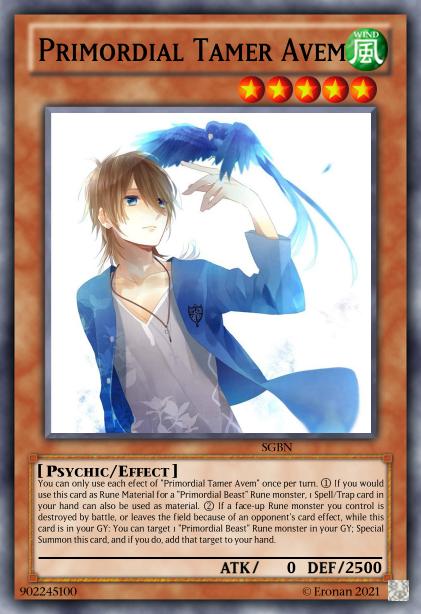 PRIMORDIAL TAMER AVEM
WIND
風
SGBN
[ PSYCHIC/EFFECT ]
You can only use each efect of "Primordial Tamer Avem" once per turn. ① If you would
use this card as Rune Material for a "Primordial Beast" Rune monster, 1 Spell/Trap card in
your hand can also be used as material. ② If a face-up Rune monster you control is
destroyed by battle, or leaves the field because of an opponent's card effect, while this
card is in your GY: You can target 1 "Primordial Beast" Rune monster in your GY; Special
Summon this card, and if you do, add that target to your hand.
ATK/ 0 DEF/2500
902245100
© Eronan 2021